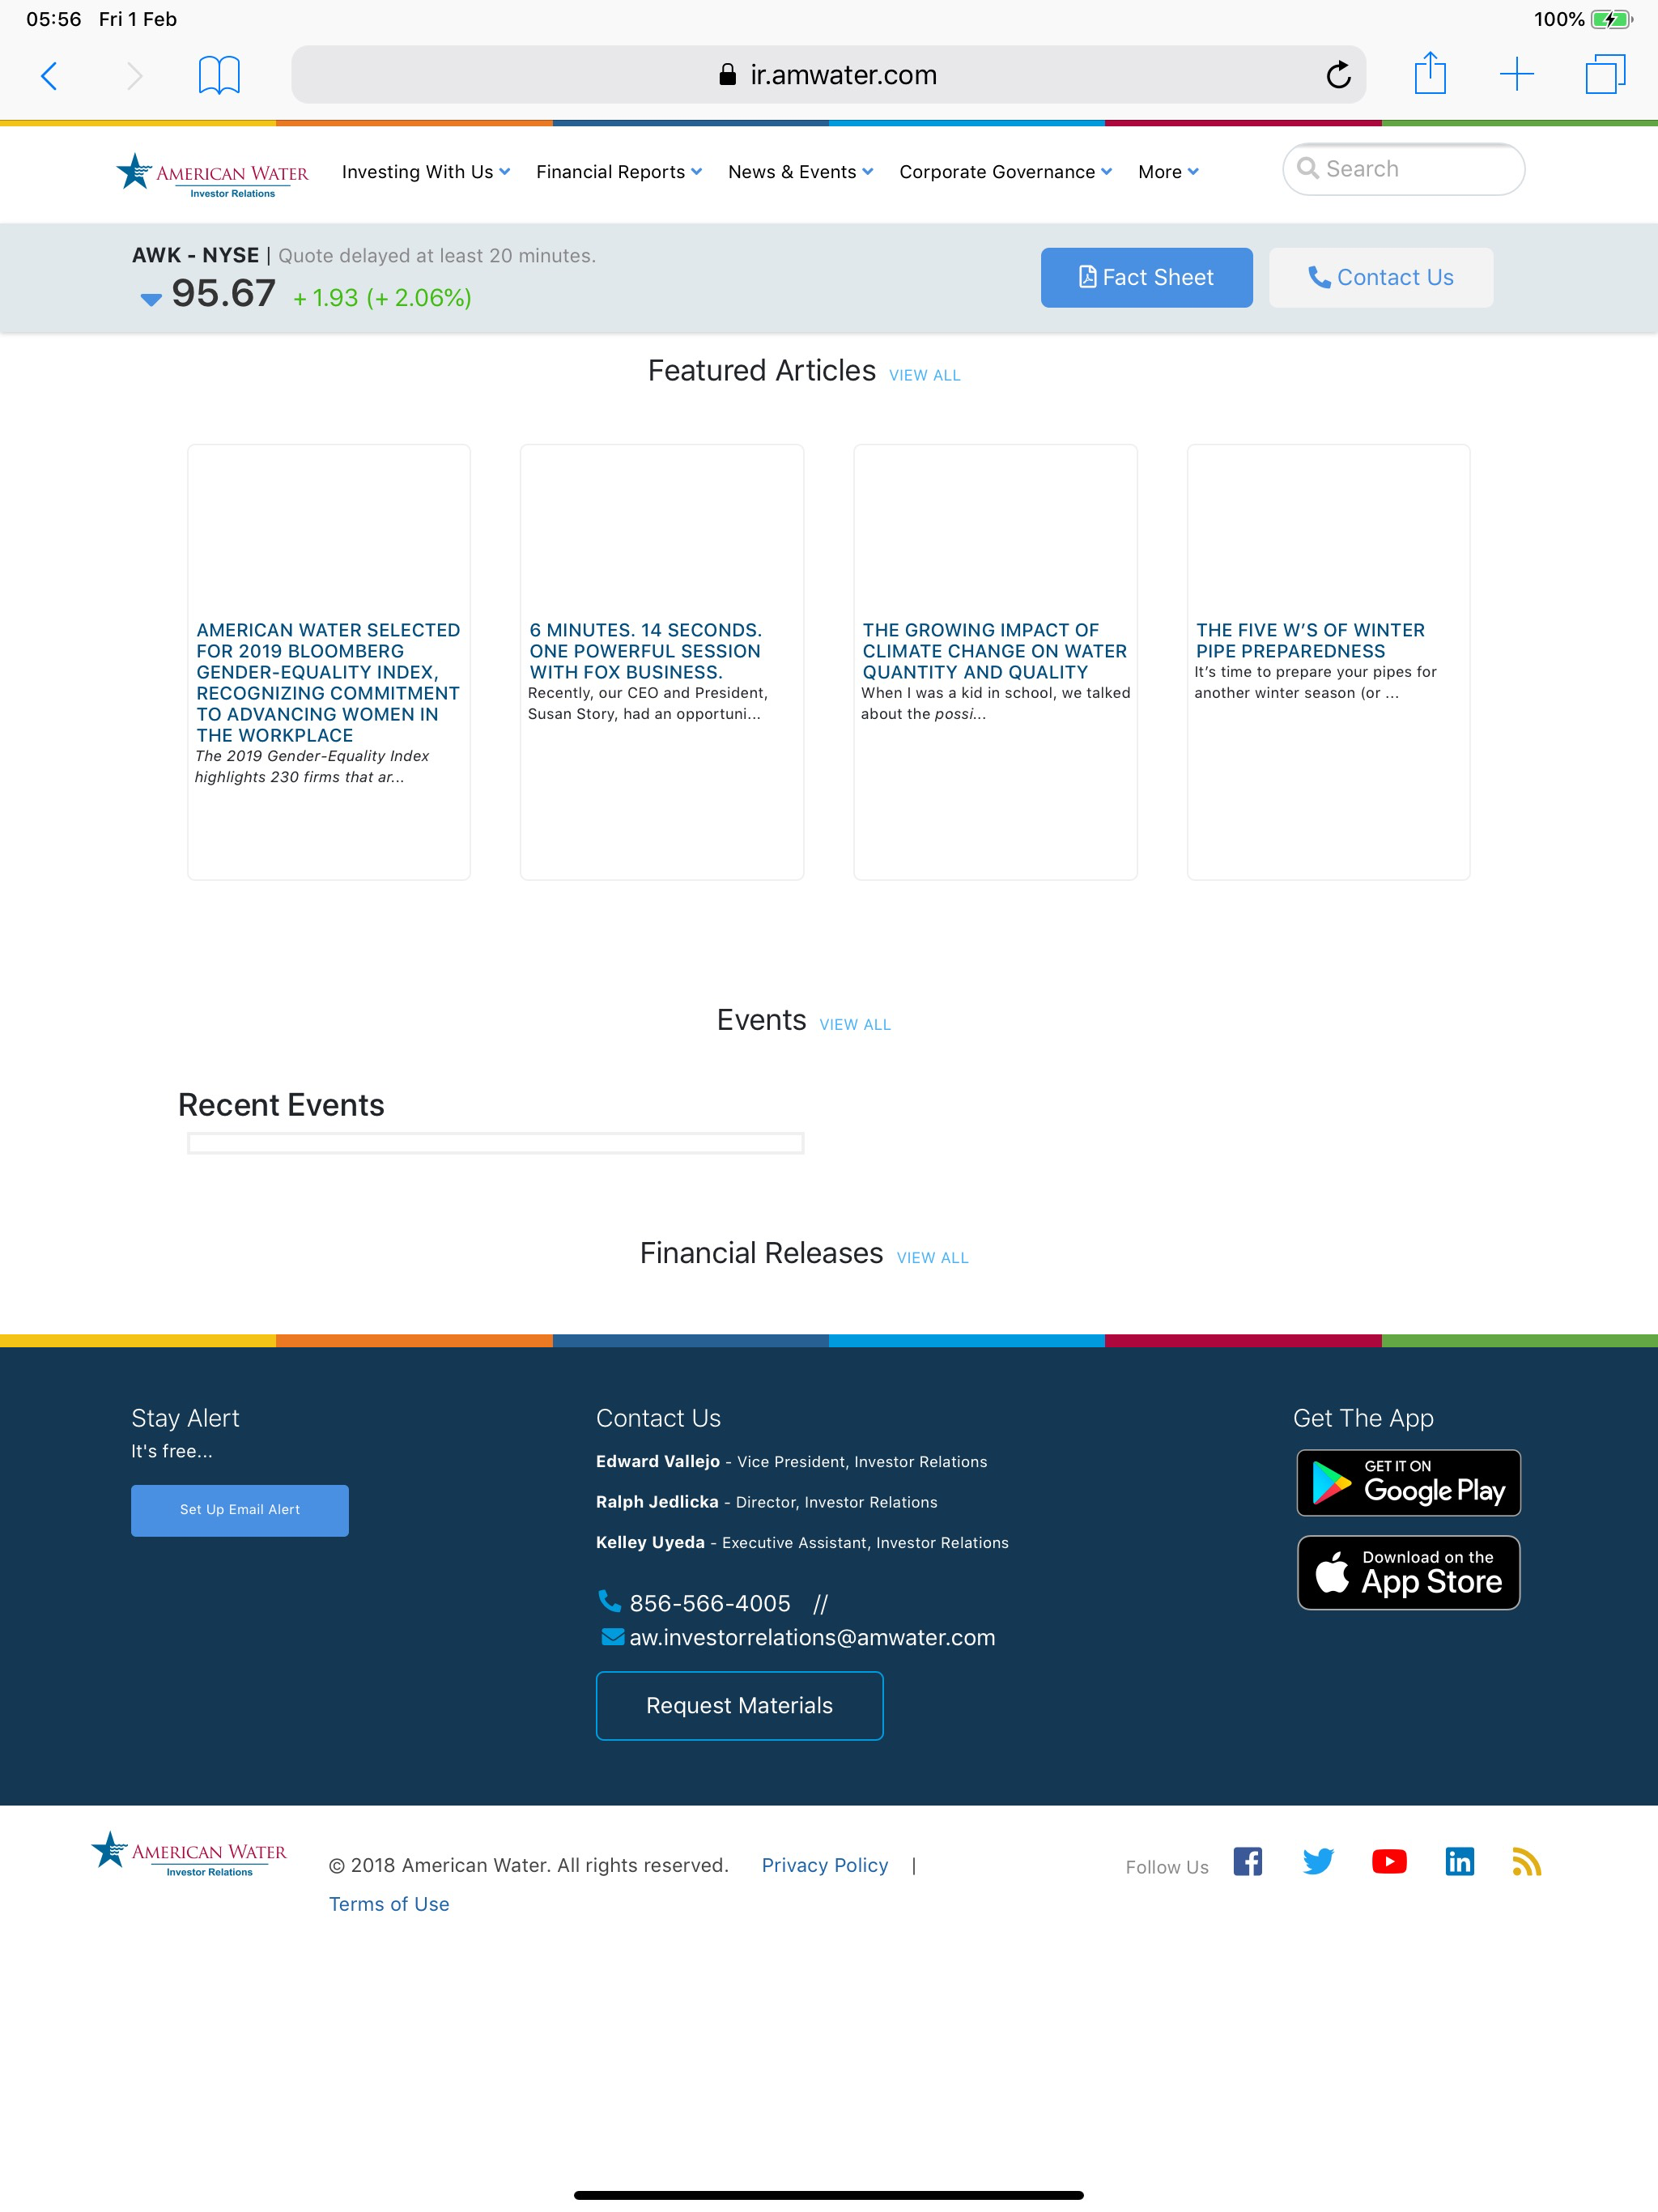 05:56 Fri 1 Feb
100%
ir.amwater.com
AMERICAN WATER
Investor Relations
Investing With Us
Financial Reports
News & Events
Corporate Governance
More
Search
AWK - NYSE | Quote delayed at least 20 minutes.
95.67 + 1.93 (+ 2.06%)
Fact Sheet
Contact Us
Featured Articles VIEW ALL
AMERICAN WATER SELECTED
FOR 2019 BLOOMBERG
GENDER-EQUALITY INDEX,
RECOGNIZING COMMITMENT
TO ADVANCING WOMEN IN
THE WORKPLACE
The 2019 Gender-Equality Index
highlights 230 firms that ar...
6 MINUTES. 14 SECONDS.
ONE POWERFUL SESSION
WITH FOX BUSINESS.
Recently, our CEO and President,
Susan Story, had an opportuni...
THE GROWING IMPACT OF
CLIMATE CHANGE ON WATER
QUANTITY AND QUALITY
When I was a kid in school, we talked
about the possi...
THE FIVE W'S OF WINTER
PIPE PREPAREDNESS
It's time to prepare your pipes for
another winter season (or ...
Events VIEW ALL
Recent Events
Financial Releases VIEW ALL
Stay Alert
It's free...
Set Up Email Alert
Contact Us
Edward Vallejo - Vice President, Investor Relations
Ralph Jedlicka - Director, Investor Relations
Kelley Uyeda - Executive Assistant, Investor Relations
856-566-4005 //
aw.investorrelations@amwater.com
Request Materials
Get The App
GET IT ON
Google Play
Download on the
App Store
AMERICAN WATER
Investor Relations
© 2018 American Water. All rights reserved. Privacy Policy |
Terms of Use
Follow Us